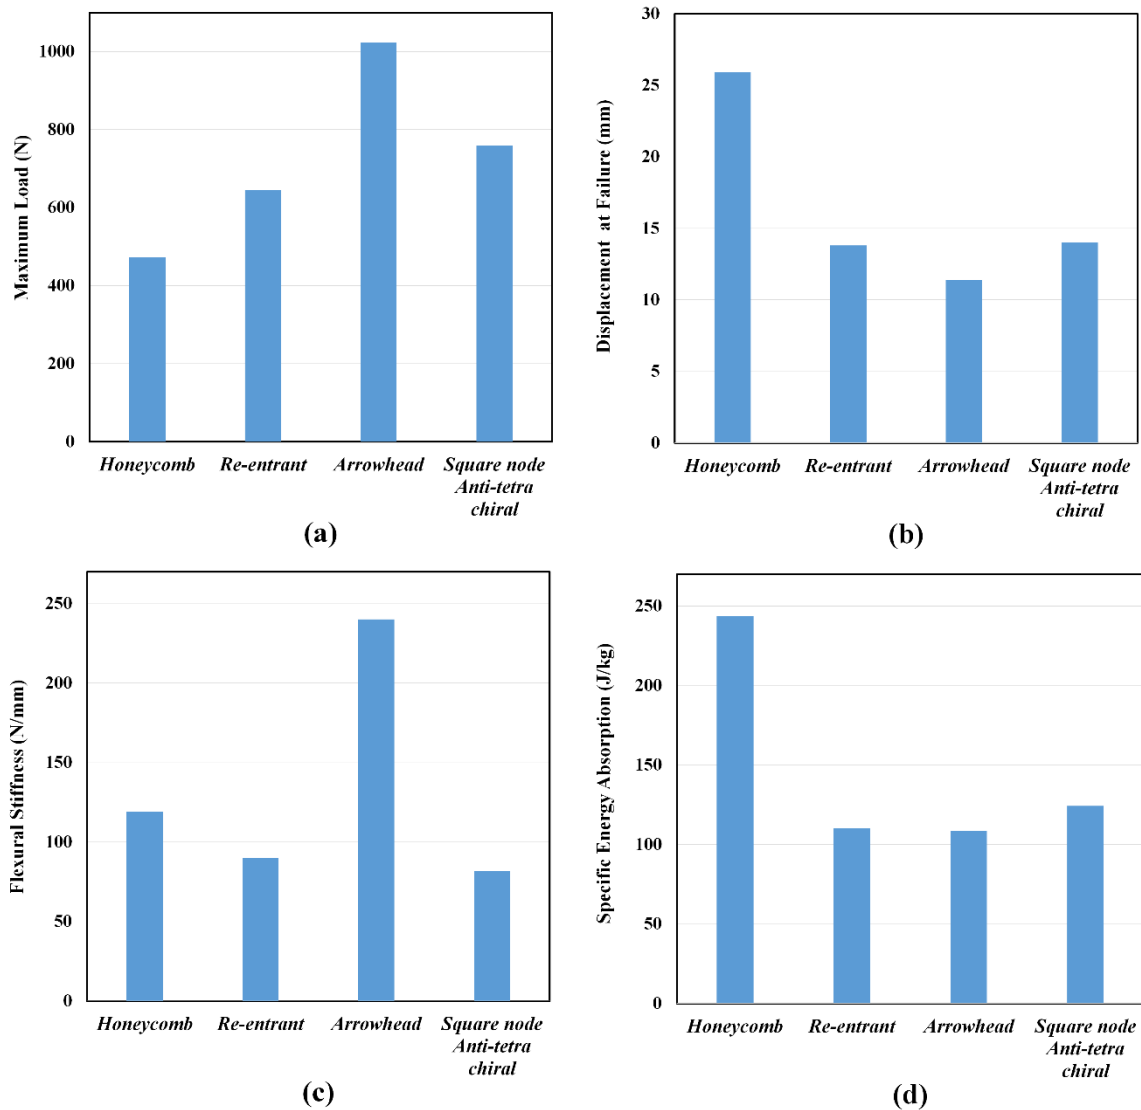 Maximum Load (N)
1000
800
600
400
200
0
Honeycomb Re-entrant Arrowhead Square node
Anti-tetra
chiral
(a)
Displacement at Failure (mm)
30
25
20
15
10
5
0
Honeycomb Re-entrant Arrowhead Square node
Anti-tetra
chiral
(b)
Flexural Stiffness (N/mm)
250
200
150
100
50
0
Honeycomb Re-entrant Arrowhead Square node
Anti-tetra
chiral
(c)
Specific Energy Absorption (J/kg)
250
200
150
100
50
0
Honeycomb Re-entrant Arrowhead Square node
Anti-tetra
chiral
(d)